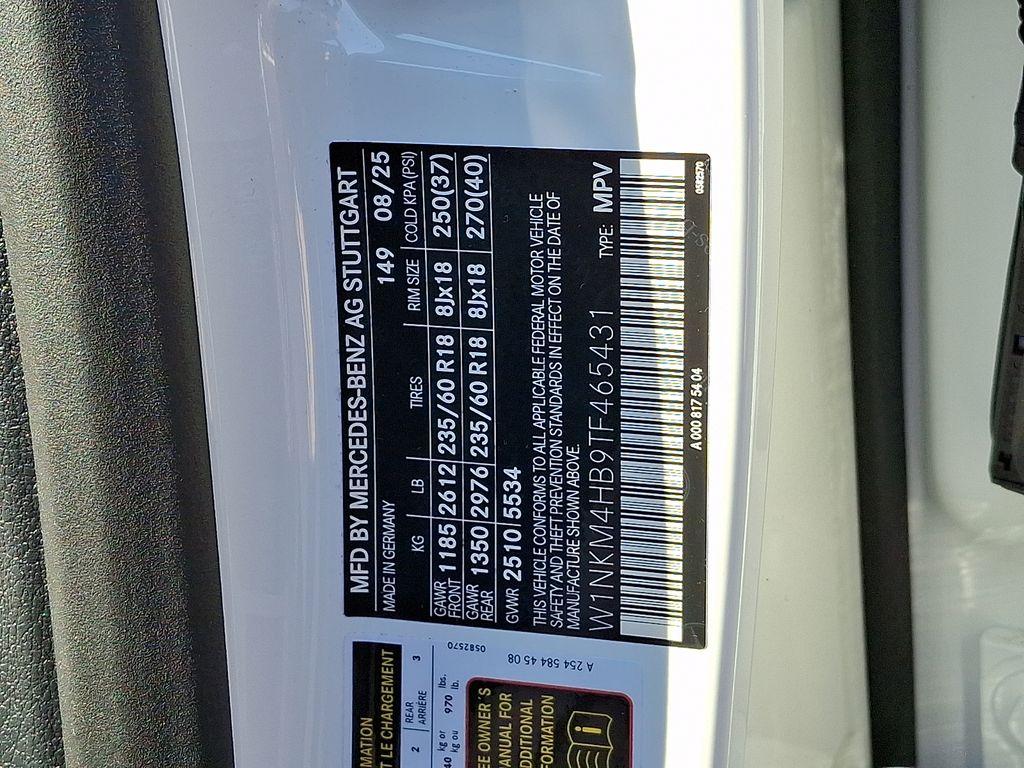 MFD BY MERCEDES-BENZ AG STUTTGART
MADE IN GERMANY 149 08/25
KG LB TIRES RIM SIZE COLD KPA (PSI)
GAWR FRONT 1185 2612 235/60 R18 8Jx18 250(37)
GAWR REAR 1350 2976 235/60 R18 8Jx18 270(40)
GVWR 2510 5534
THIS VEHICLE CONFORMS TO ALL APPLICABLE FEDERAL MOTOR VEHICLE
SAFETY AND THEFT PREVENTION STANDARDS IN EFFECT ON THE DATE OF
MANUFACTURE SHOWN ABOVE.
W1NKM4HB9TF465431 TYPE: MPV
A 000 817 54 04
0582570
0582570
A 254 584 45 08
LE CHARGEMENT
2 REAR ARRIÈRE 3
kg or 970 lbs.
kg ou lb.
OWNER'S
MANUAL FOR
ADDITIONAL